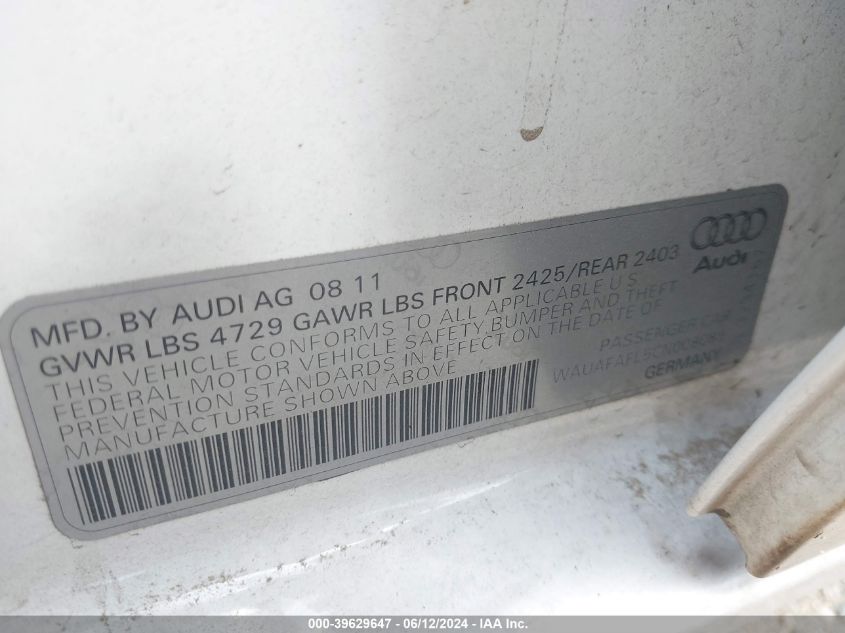 MFD. BY AUDI AG 08 11
GVWR LBS 4729 GAWR LBS FRONT 2425/REAR 2403
THIS VEHICLE CONFORMS TO ALL APPLICABLE U S
FEDERAL MOTOR VEHICLE SAFETY,BUMPER AND THEFT
PREVENTION STANDARDS IN EFFECT ON THE DATE OF
MANUFACTURE SHOWN ABOVE
Audi
PASSENGER CAR
GERMANY
000-39629647 - 06/12/2024 - IAA Inc.